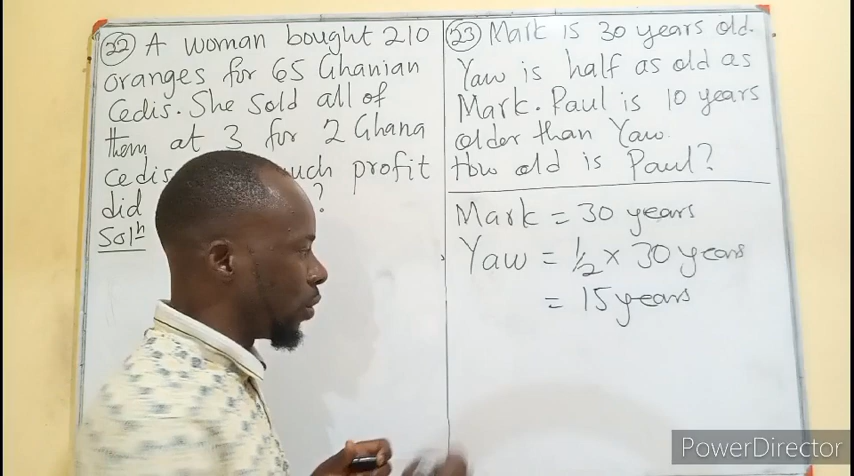 22 A woman bought 210
oranges for 65 Ghanian
Cedis. She sold all of
them at 3 for 2 Ghana
Cedis uch profit
did ?
Solⁿ
23 Mark is 30 years old.
Yaw is half as old as
Mark. Paul is 10 years
older than Yaw.
How old is Paul?
Mark = 30 years
Yaw = 1/2 × 30 years
= 15 years
PowerDirector